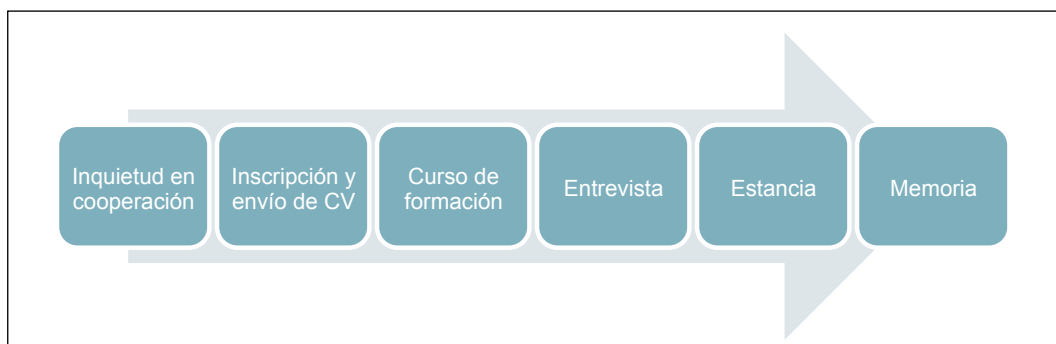 Inquietud en
cooperación
Inscripción y
envío de CV
Curso de
formación
Entrevista
Estancia
Memoria